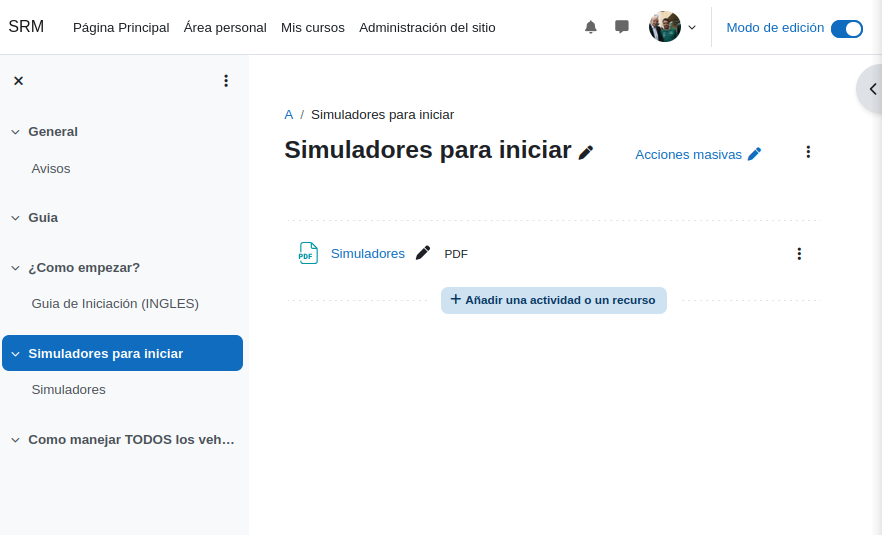 SRM
Página Principal Área personal Mis cursos Administración del sitio
Modo de edición
General
Avisos
Guia
¿Como empezar?
Guia de Iniciación (INGLES)
Simuladores para iniciar
Simuladores
Como manejar TODOS los veh...
A / Simuladores para iniciar
Simuladores para iniciar
Acciones masivas
PDF Simuladores PDF
+ Añadir una actividad o un recurso